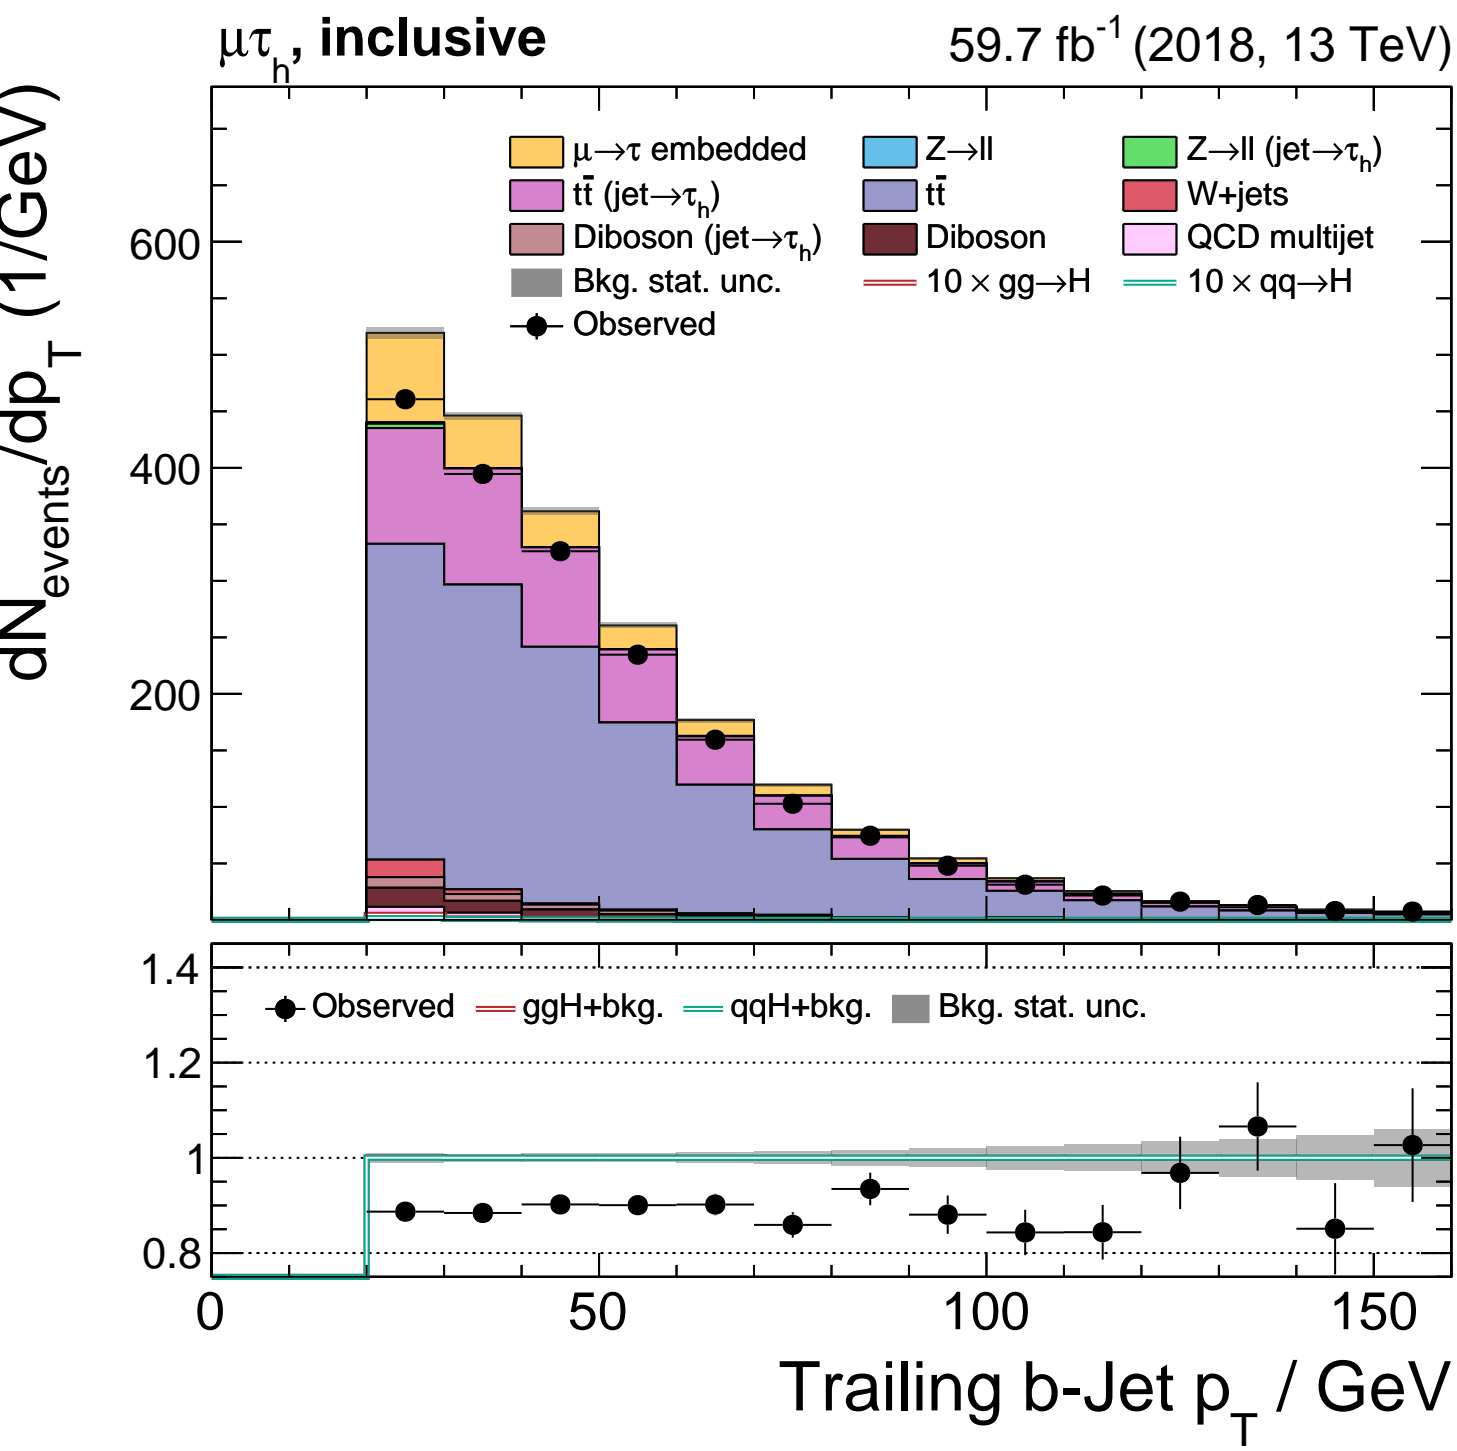 μτh, inclusive 59.7 fb-1 (2018, 13 TeV)
dNevents/dpT (1/GeV)
μ→τ embedded Z→ll Z→ll (jet→τh)
tt̄ (jet→τh) tt̄ W+jets
Diboson (jet→τh) Diboson QCD multijet
Bkg. stat. unc. 10 × gg→H 10 × qq→H
Observed
600
400
200
1.4
Observed ggH+bkg. qqH+bkg. Bkg. stat. unc.
1.2
1
0.8
0 50 100 150
Trailing b-Jet pT / GeV